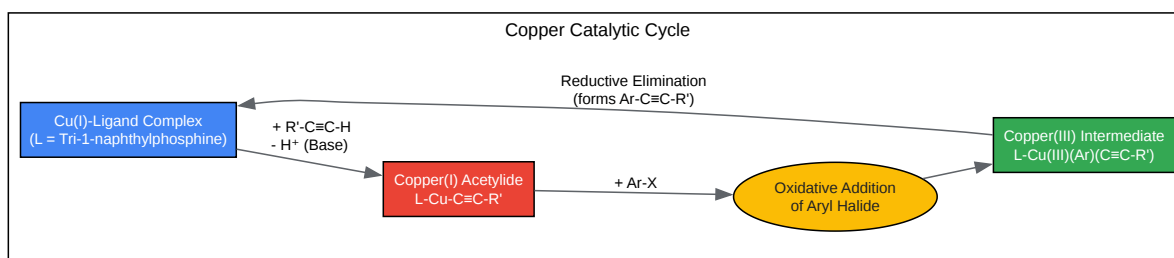 Copper Catalytic Cycle
Cu(I)-Ligand Complex
(L = Tri-1-naphthylphosphine)
+ R'-C≡C-H
- H⁺ (Base)
Copper(I) Acetylide
L-Cu-C≡C-R'
+ Ar-X
Oxidative Addition
of Aryl Halide
Copper(III) Intermediate
L-Cu(III)(Ar)(C≡C-R')
Reductive Elimination
(forms Ar-C≡C-R')